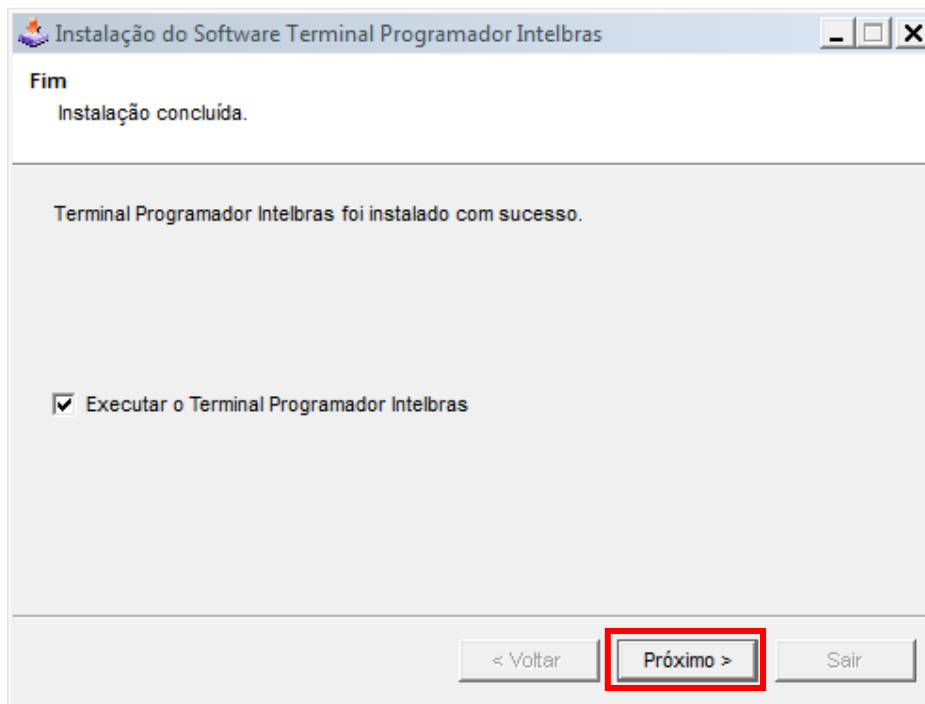 Instalação do Software Terminal Programador Intelbras
Fim
Instalação concluída.
Terminal Programador Intelbras foi instalado com sucesso.
Executar o Terminal Programador Intelbras
< Voltar
Próximo >
Sair